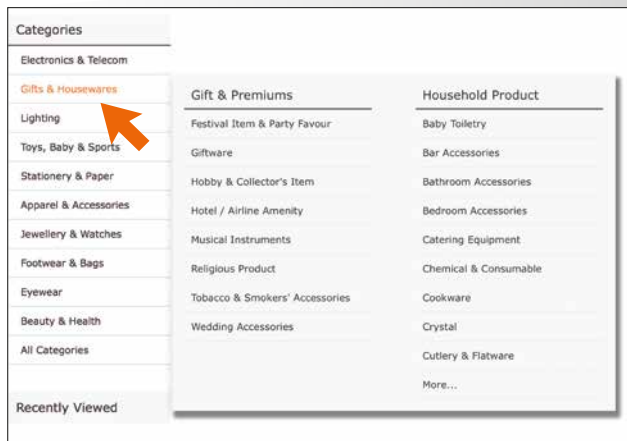 Categories
Electronics & Telecom
Gifts & Housewares
Lighting
Toys, Baby & Sports
Stationery & Paper
Apparel & Accessories
Jewellery & Watches
Footwear & Bags
Eyewear
Beauty & Health
All Categories
Recently Viewed
Gift & Premiums
Festival Item & Party Favour
Giftware
Hobby & Collector's Item
Hotel / Airline Amenity
Musical Instruments
Religious Product
Tobacco & Smokers' Accessories
Wedding Accessories
Household Product
Baby Toiletry
Bar Accessories
Bathroom Accessories
Bedroom Accessories
Catering Equipment
Chemical & Consumable
Cookware
Crystal
Cutlery & Flatware
More...